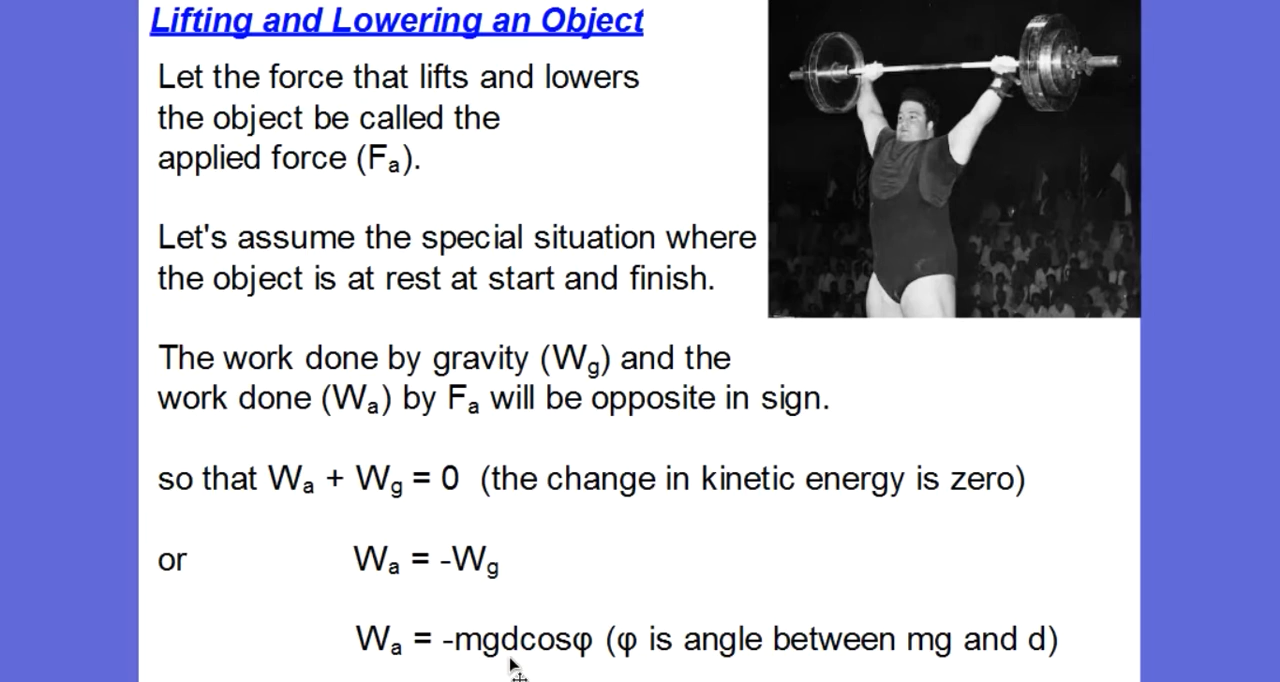 Lifting and Lowering an Object
Let the force that lifts and lowers
the object be called the
applied force (Fₐ).
Let's assume the special situation where
the object is at rest at start and finish.
The work done by gravity (Wg) and the
work done (Wₐ) by Fₐ will be opposite in sign.
so that Wₐ + Wg = 0 (the change in kinetic energy is zero)
or Wₐ = -Wg
Wₐ = -mgdcosφ (φ is angle between mg and d)